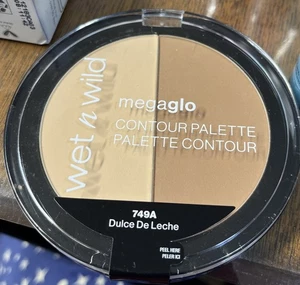 wet n wild
megaglo
CONTOUR PALETTE
PALETTE CONTOUR
749A
Dulce De Leche
PEEL HERE
PELER ICI